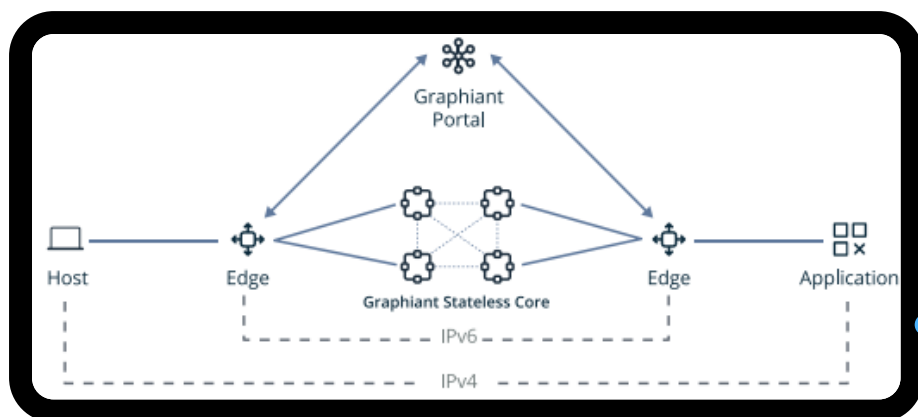 Graphiant
Portal
Host
Edge
Edge
Application
Graphiant Stateless Core
IPv6
IPv4